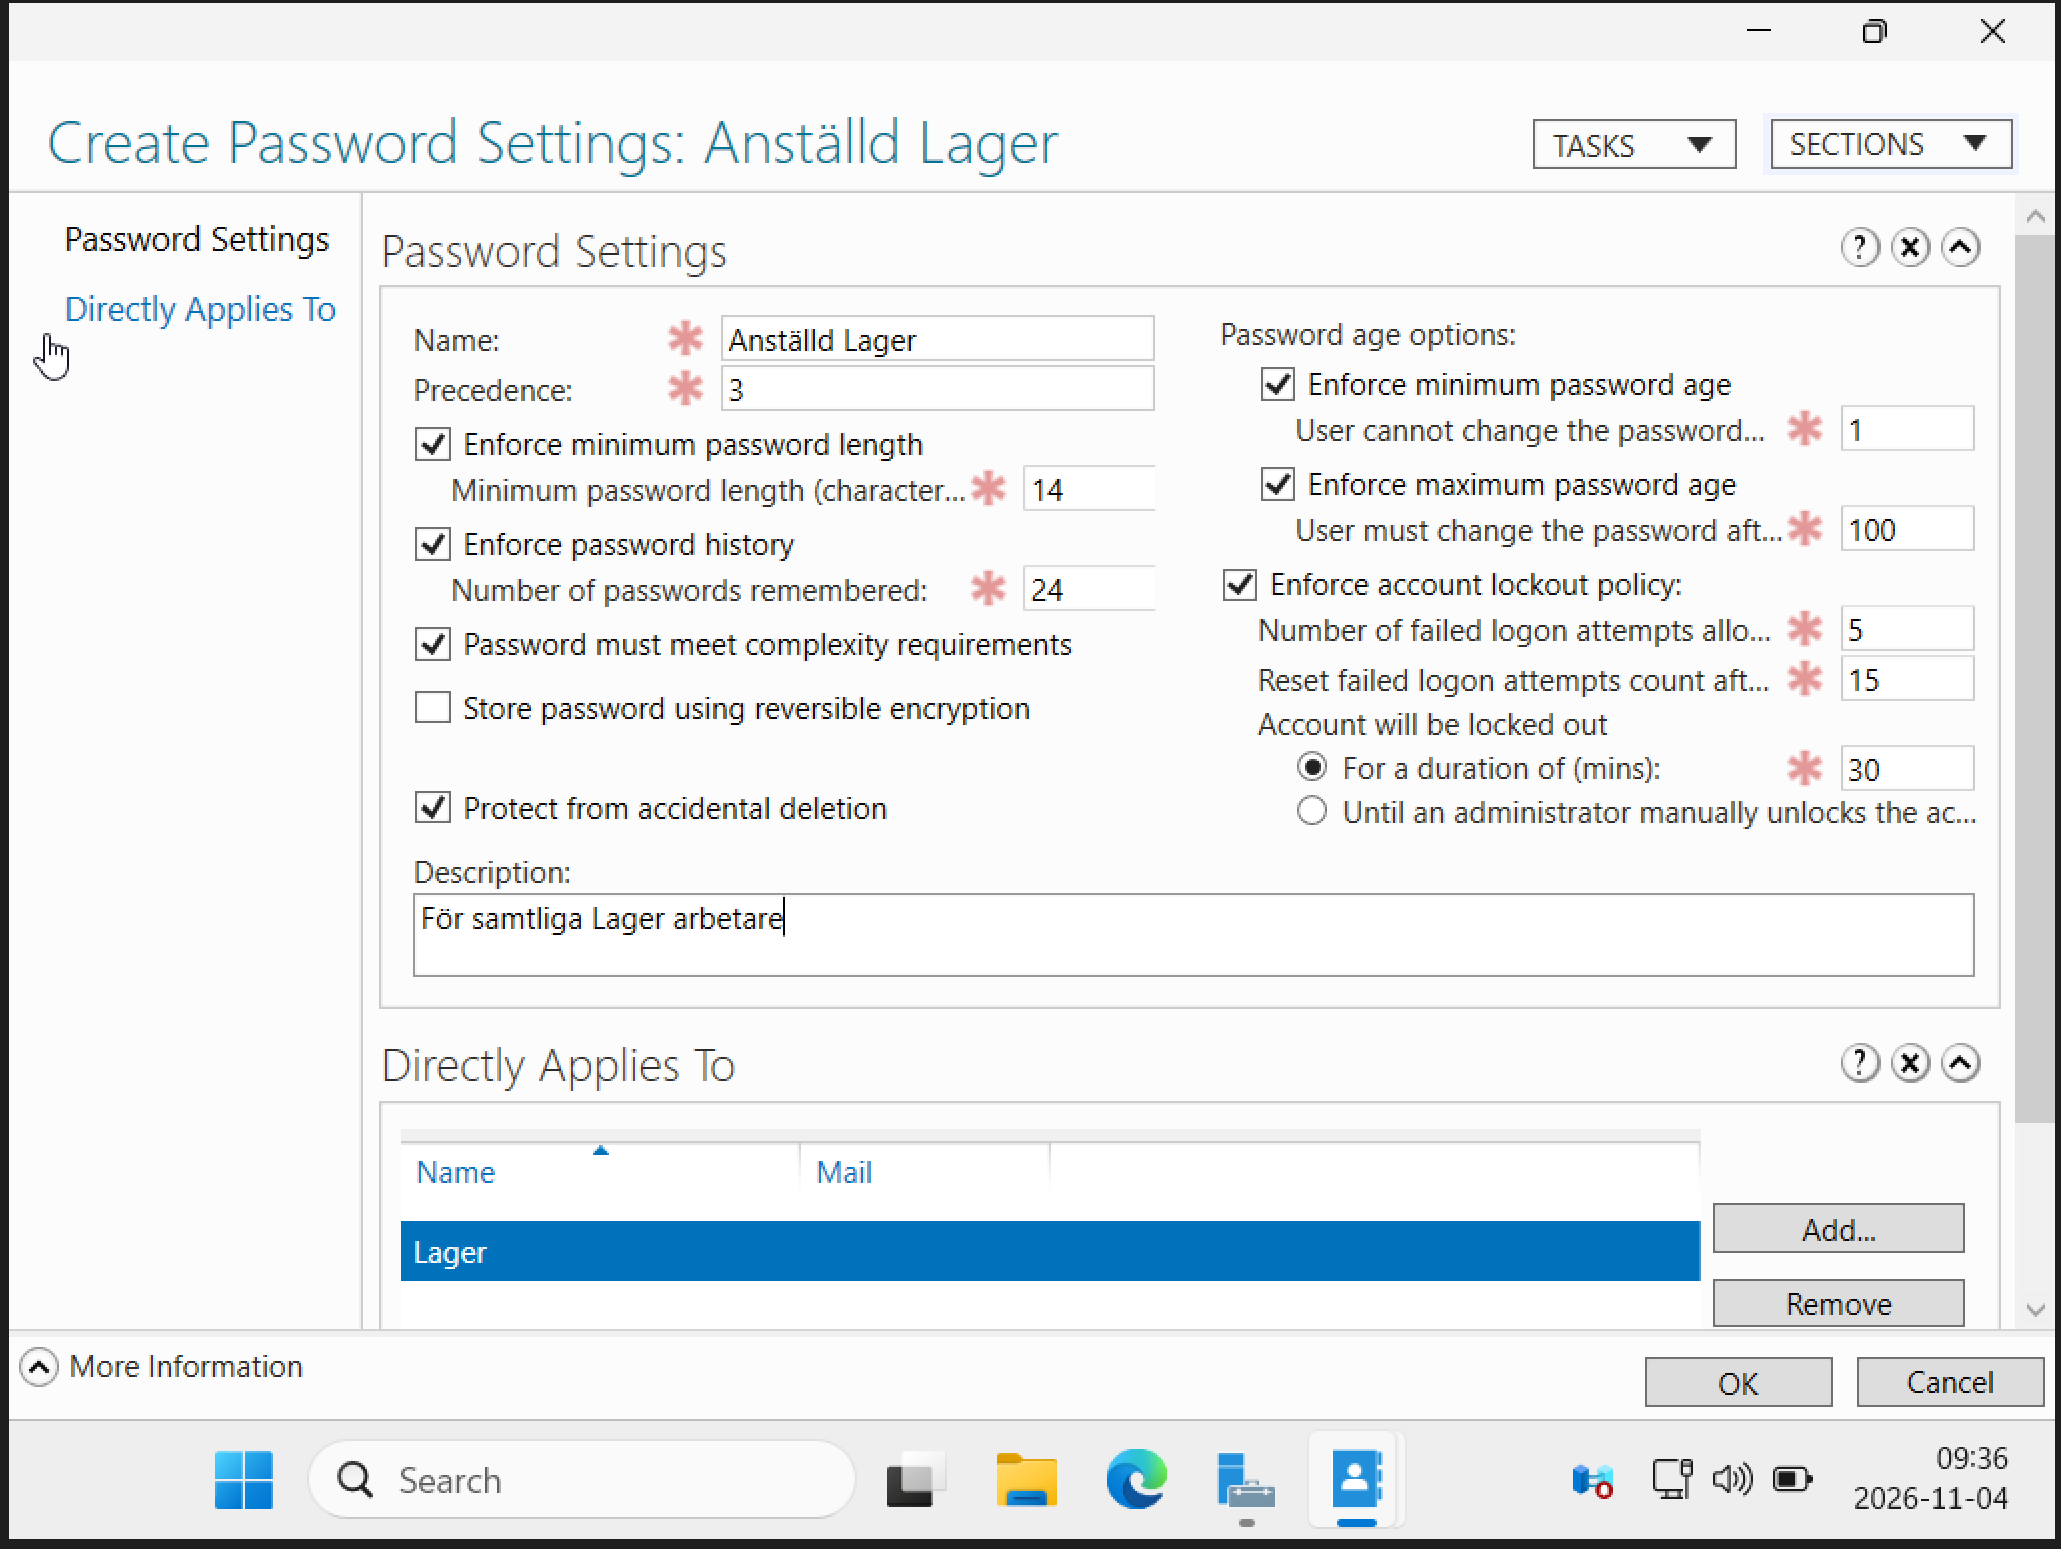 Create Password Settings: Anställd Lager
TASKS
SECTIONS
Password Settings
Directly Applies To
Password Settings
Name:
Anställd Lager
Precedence:
3
Enforce minimum password length
Minimum password length (character...
14
Enforce password history
Number of passwords remembered:
24
Password must meet complexity requirements
Store password using reversible encryption
Protect from accidental deletion
Password age options:
Enforce minimum password age
User cannot change the password...
1
Enforce maximum password age
User must change the password aft...
100
Enforce account lockout policy:
Number of failed logon attempts allo...
5
Reset failed logon attempts count aft...
15
Account will be locked out
For a duration of (mins):
30
Until an administrator manually unlocks the ac...
Description:
För samtliga Lager arbetare
Directly Applies To
Name
Mail
Lager
Add...
Remove
More Information
OK
Cancel
Search
09:36
2026-11-04